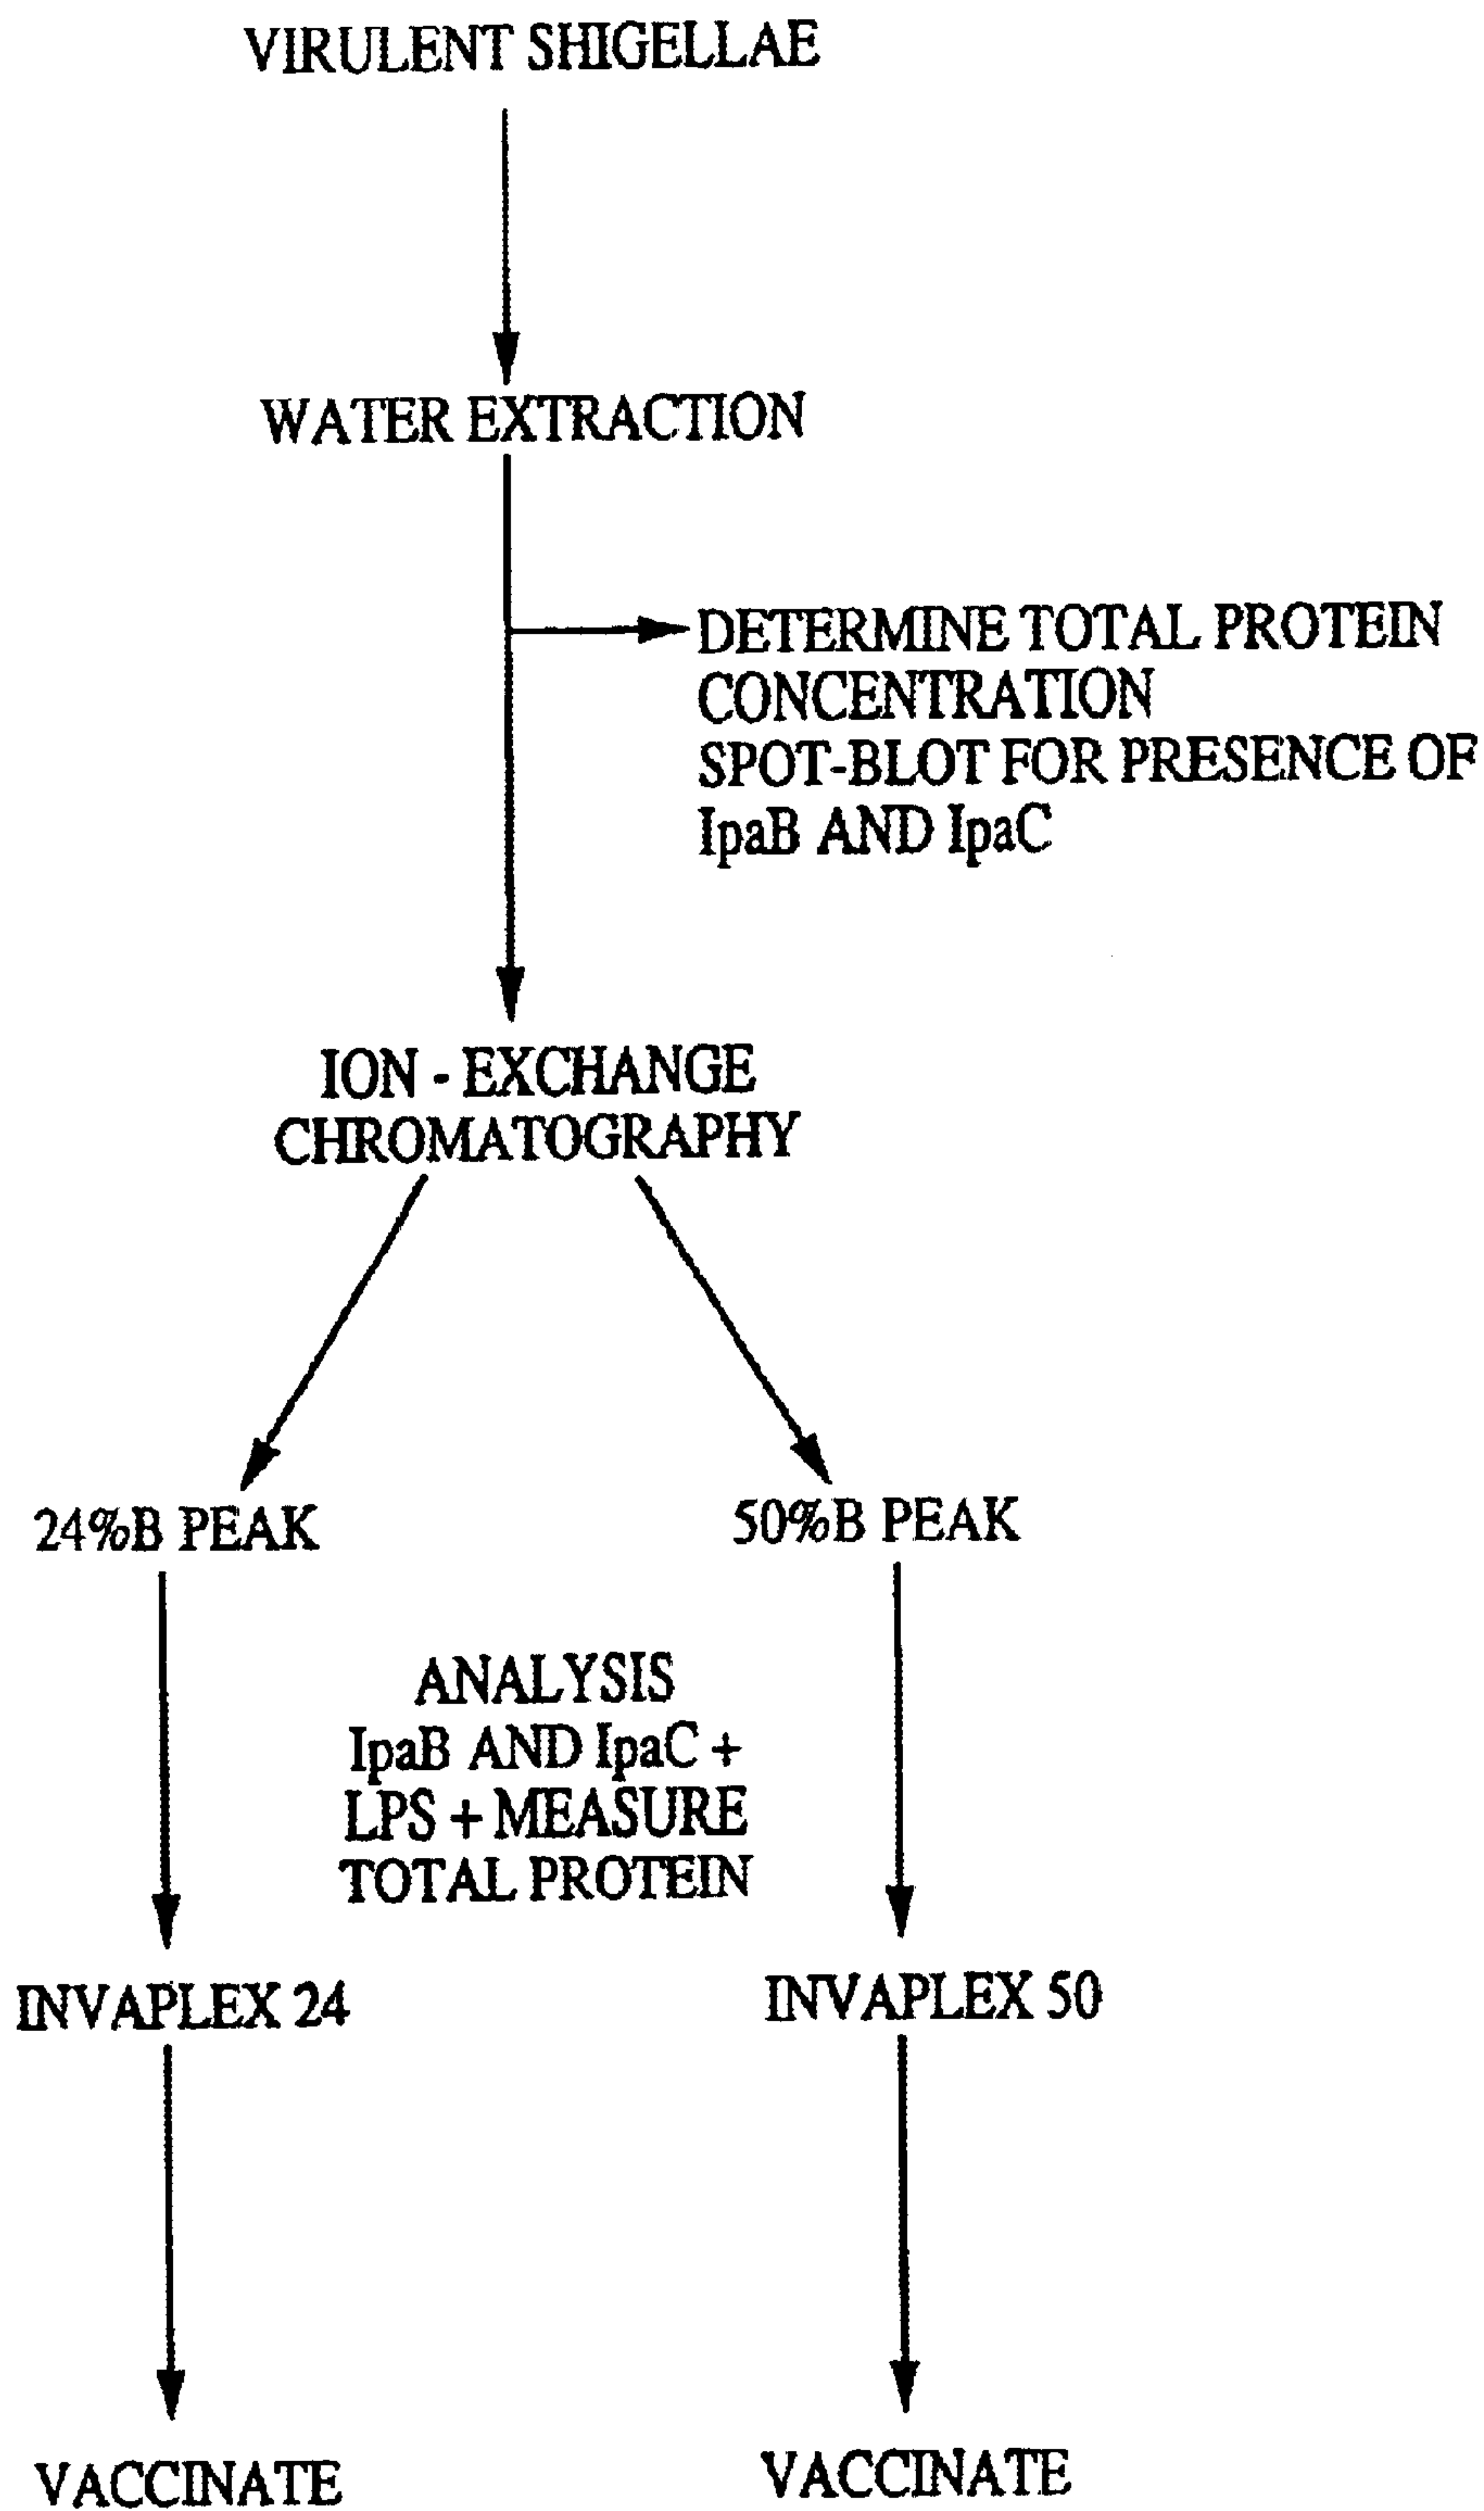 VIRULENT SHIGELLAE
WATER EXTRACTION
DETERMINE TOTAL PROTEIN
CONCENTRATION
SPOT-BLOT FOR PRESENCE OF
IpaB AND IpaC
ION - EXCHANGE
CHROMATOGRAPHY
24%B PEAK
50%B PEAK
ANALYSIS
IpaB AND IpaC +
LPS + MEASURE
TOTAL PROTEIN
INVAPLEX 24
INVAPLEX 50
VACCINATE
VACCINATE